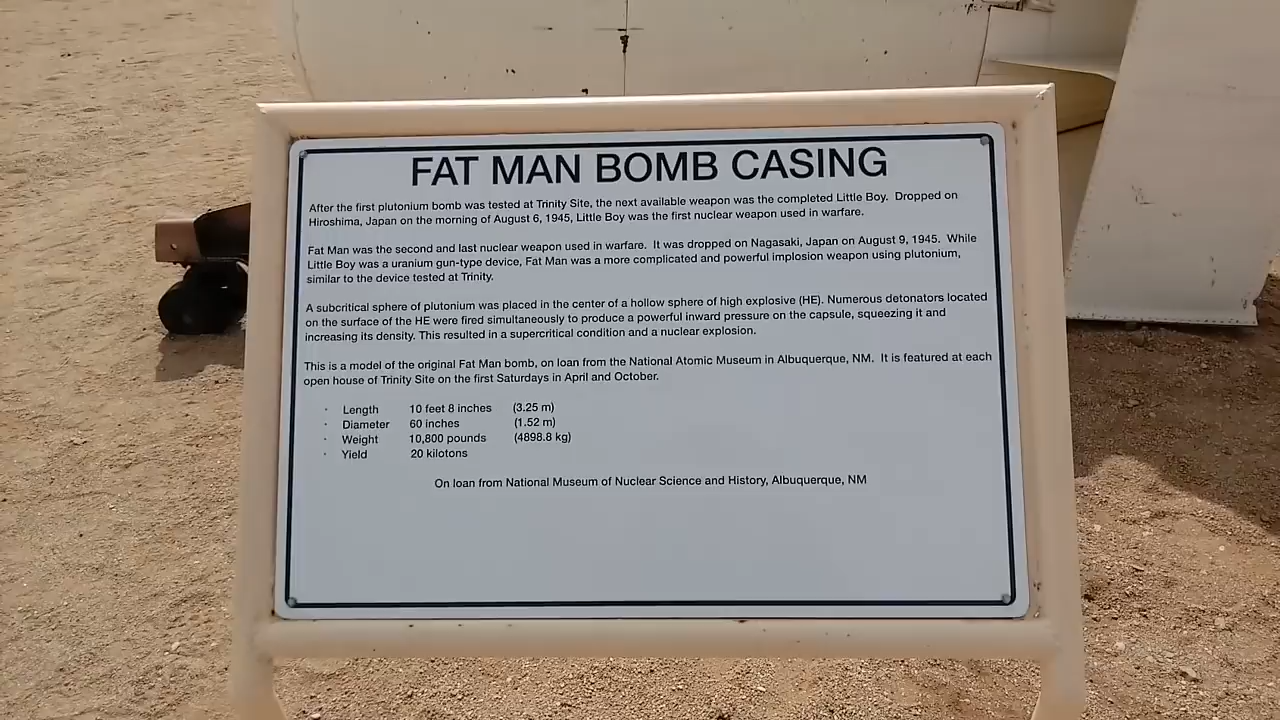 FAT MAN BOMB CASING
After the first plutonium bomb was tested at Trinity Site, the next available weapon was the completed Little Boy. Dropped on
Hiroshima, Japan on the morning of August 6, 1945, Little Boy was the first nuclear weapon used in warfare.
Fat Man was the second and last nuclear weapon used in warfare. It was dropped on Nagasaki, Japan on August 9, 1945. While
Little Boy was a uranium gun-type device, Fat Man was a more complicated and powerful implosion weapon using plutonium,
similar to the device tested at Trinity.
A subcritical sphere of plutonium was placed in the center of a hollow sphere of high explosive (HE). Numerous detonators located
on the surface of the HE were fired simultaneously to produce a powerful inward pressure on the capsule, squeezing it and
increasing its density. This resulted in a supercritical condition and a nuclear explosion.
This is a model of the original Fat Man bomb, on loan from the National Atomic Museum in Albuquerque, NM. It is featured at each
open house of Trinity Site on the first Saturdays in April and October.
· Length 10 feet 8 inches (3.25 m)
· Diameter 60 inches (1.52 m)
· Weight 10,800 pounds (4898.8 kg)
· Yield 20 kilotons
On loan from National Museum of Nuclear Science and History, Albuquerque, NM